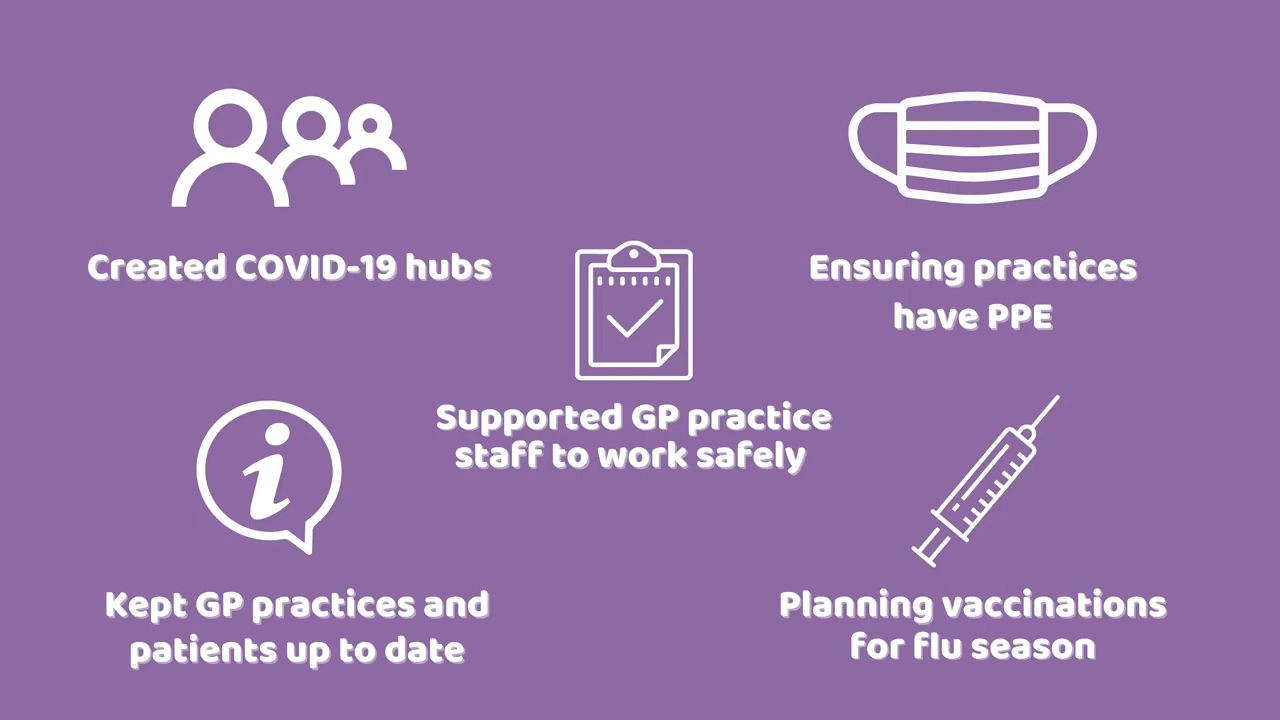 Created COVID-19 hubs
Ensuring practices
have PPE
Supported GP practice
staff to work safely
Kept GP practices and
patients up to date
Planning vaccinations
for flu season